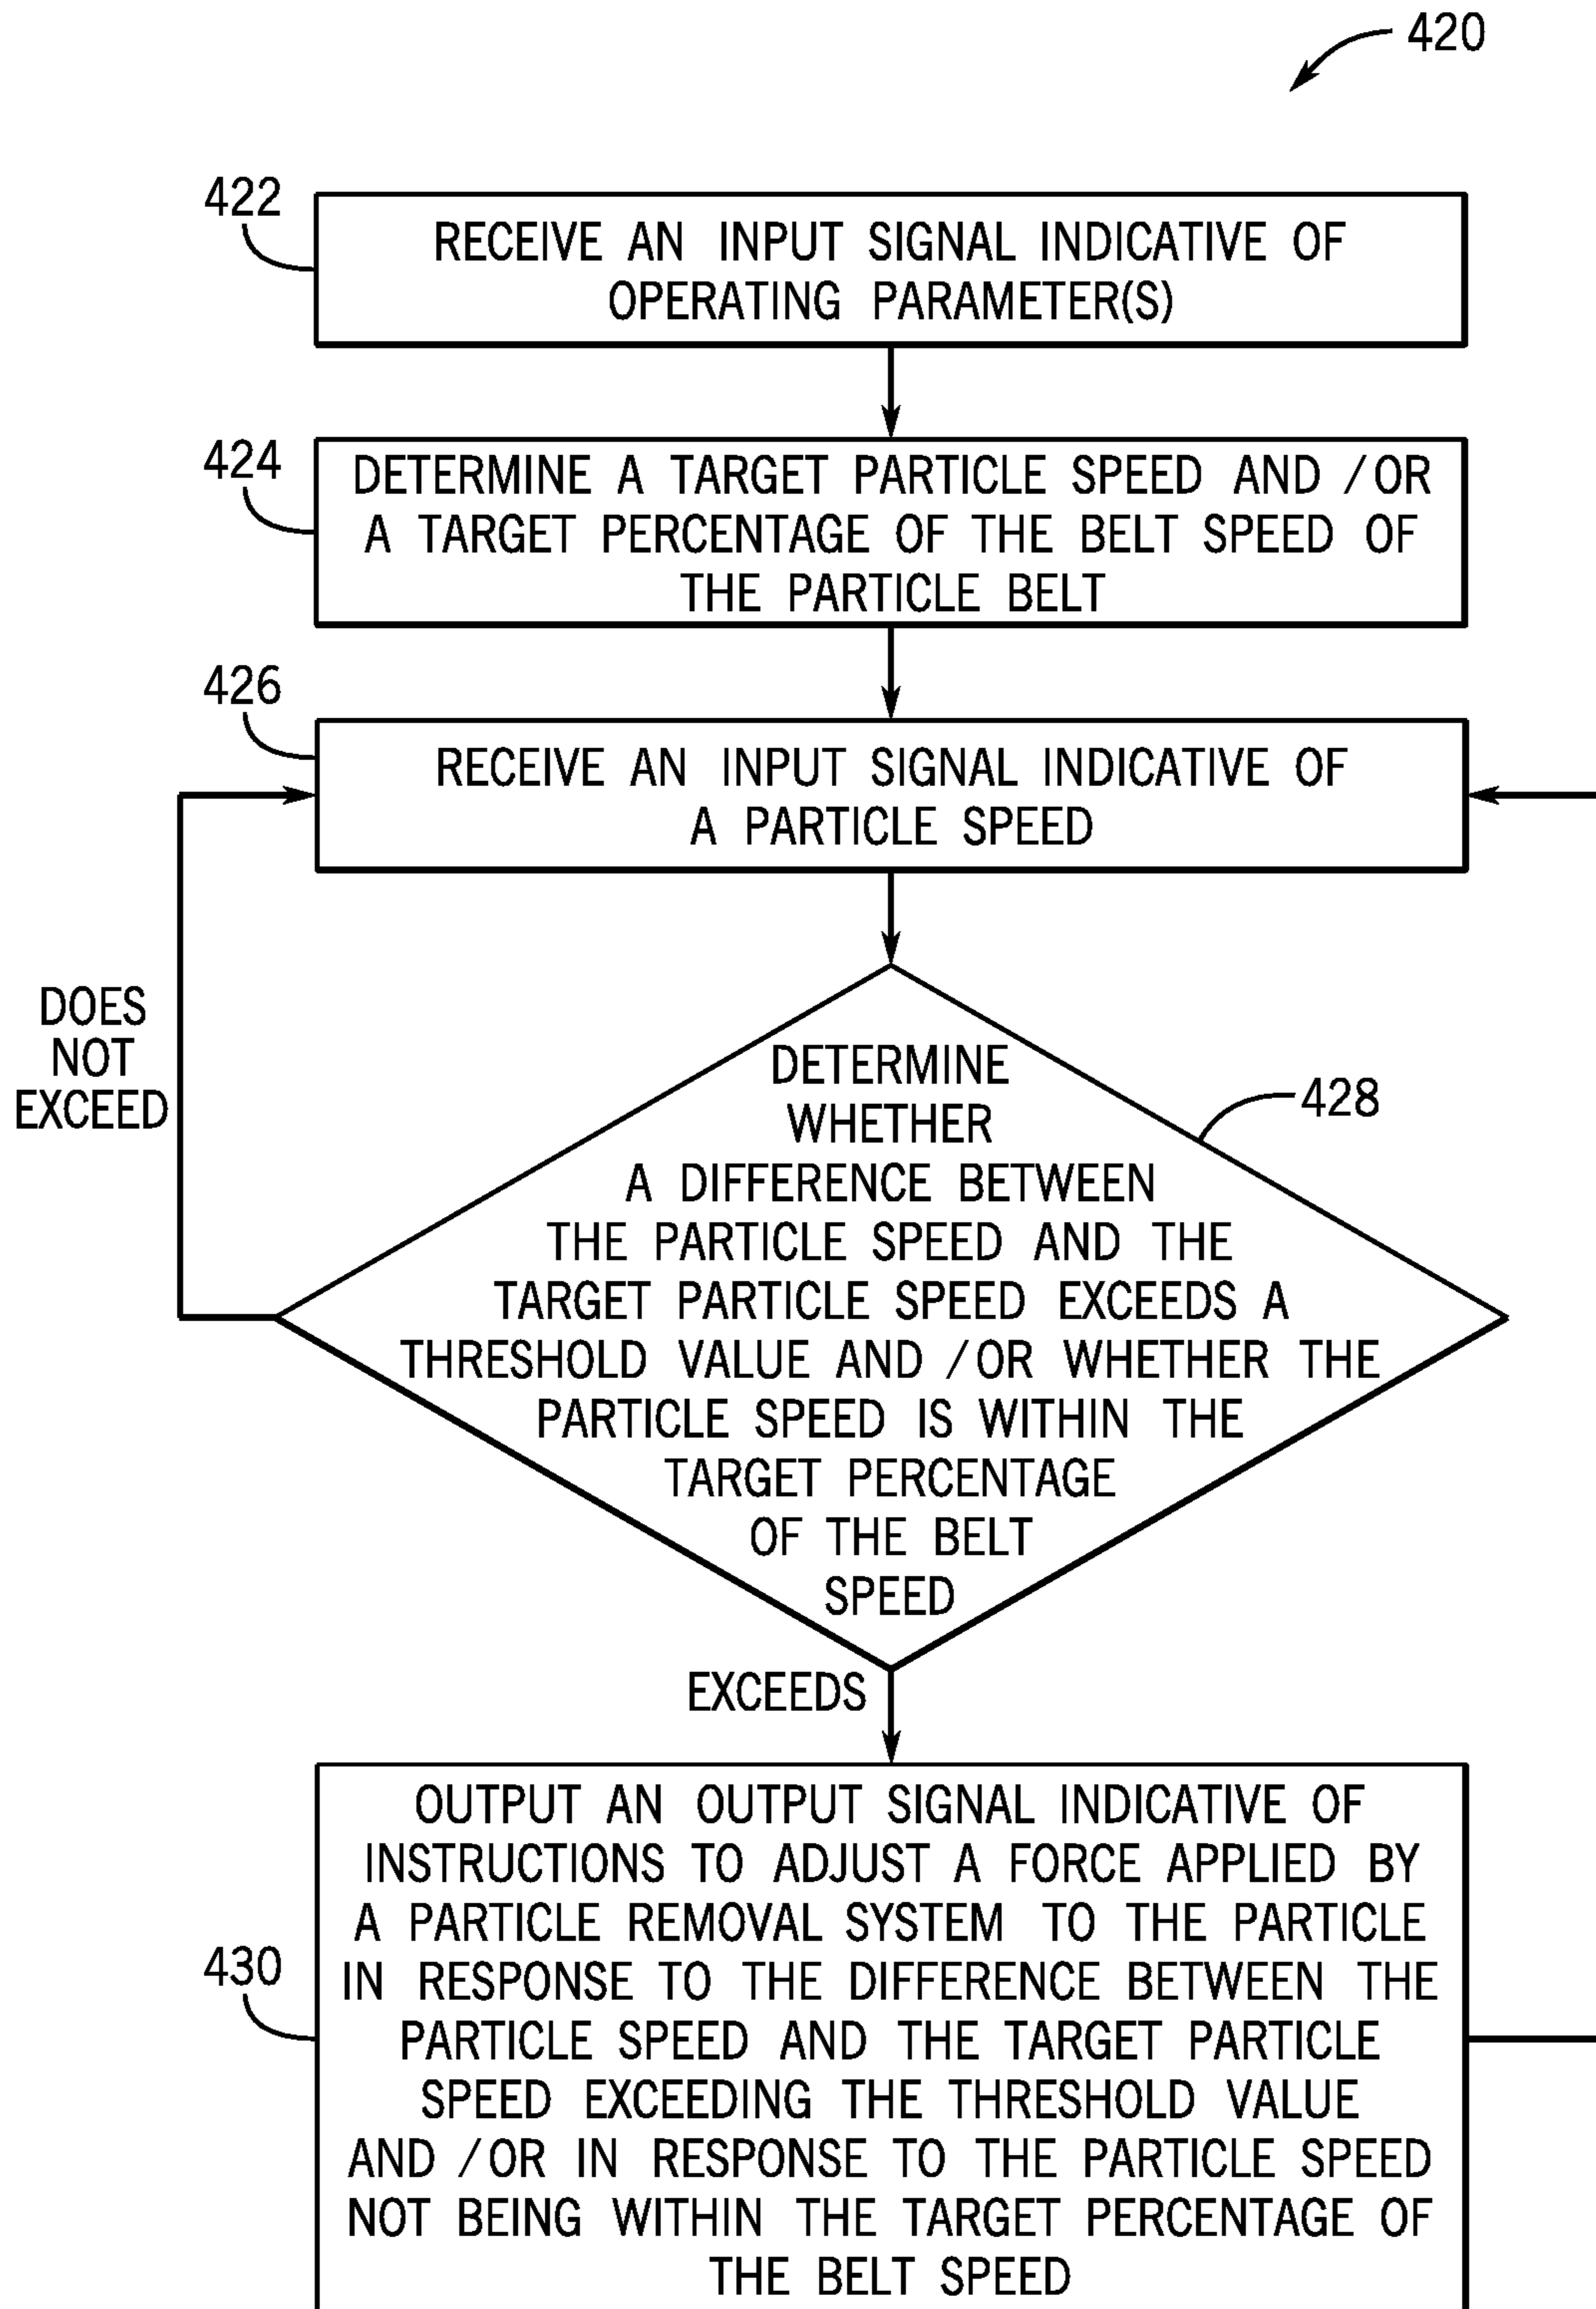 420
422
RECEIVE AN INPUT SIGNAL INDICATIVE OF
OPERATING PARAMETER(S)
424
DETERMINE A TARGET PARTICLE SPEED AND /OR
A TARGET PERCENTAGE OF THE BELT SPEED OF
THE PARTICLE BELT
426
RECEIVE AN INPUT SIGNAL INDICATIVE OF
A PARTICLE SPEED
DOES
NOT
EXCEED
428
DETERMINE
WHETHER
A DIFFERENCE BETWEEN
THE PARTICLE SPEED AND THE
TARGET PARTICLE SPEED EXCEEDS A
THRESHOLD VALUE AND /OR WHETHER THE
PARTICLE SPEED IS WITHIN THE
TARGET PERCENTAGE
OF THE BELT
SPEED
EXCEEDS
430
OUTPUT AN OUTPUT SIGNAL INDICATIVE OF
INSTRUCTIONS TO ADJUST A FORCE APPLIED BY
A PARTICLE REMOVAL SYSTEM TO THE PARTICLE
IN RESPONSE TO THE DIFFERENCE BETWEEN THE
PARTICLE SPEED AND THE TARGET PARTICLE
SPEED EXCEEDING THE THRESHOLD VALUE
AND /OR IN RESPONSE TO THE PARTICLE SPEED
NOT BEING WITHIN THE TARGET PERCENTAGE OF
THE BELT SPEED